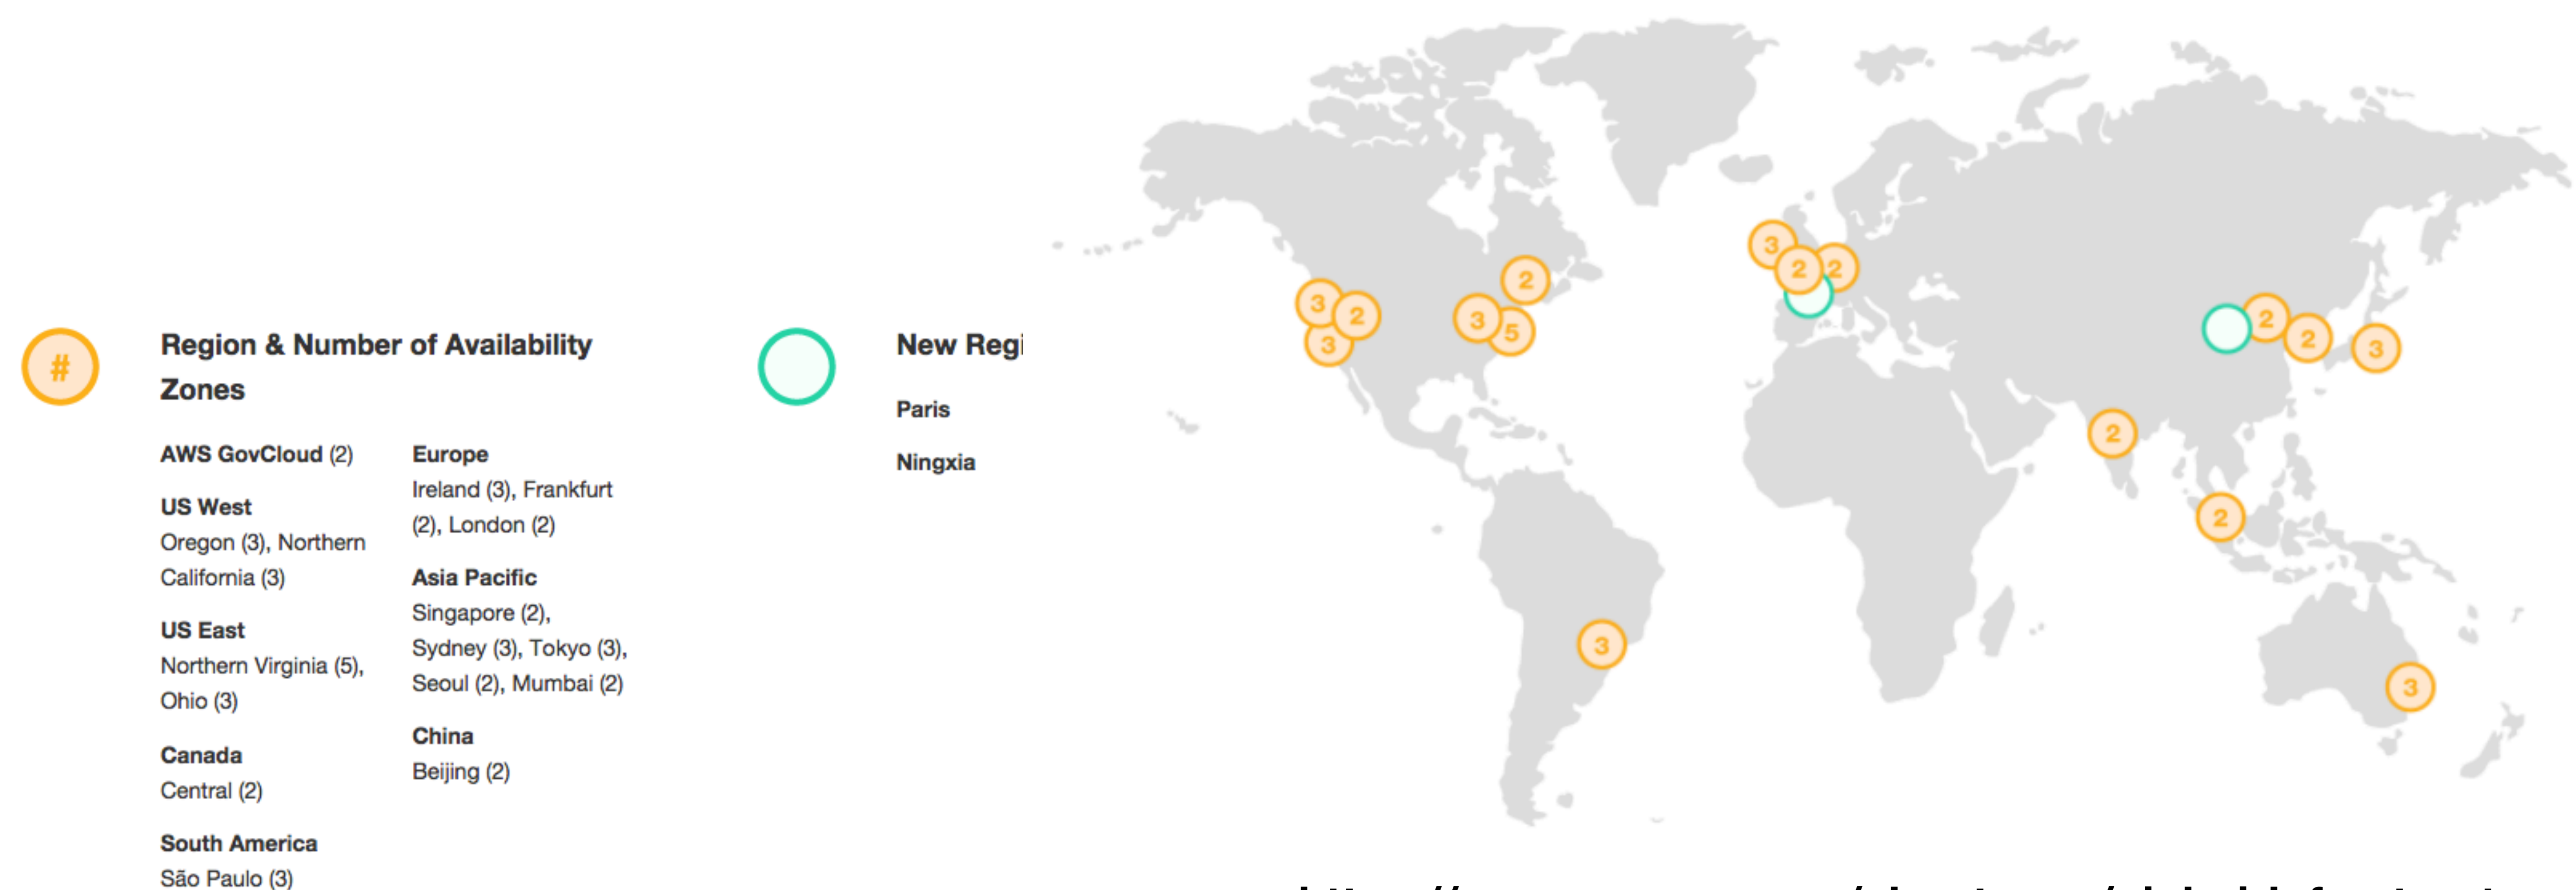 #
Region & Number of Availability
Zones
AWS GovCloud (2)
US West
Oregon (3), Northern
California (3)
US East
Northern Virginia (5),
Ohio (3)
Canada
Central (2)
South America
São Paulo (3)
Europe
Ireland (3), Frankfurt
(2), London (2)
Asia Pacific
Singapore (2),
Sydney (3), Tokyo (3),
Seoul (2), Mumbai (2)
China
Beijing (2)
New Regi
Paris
Ningxia
3
2
2
2
3
2
3
3
5
2
2
3
2
2
3
3